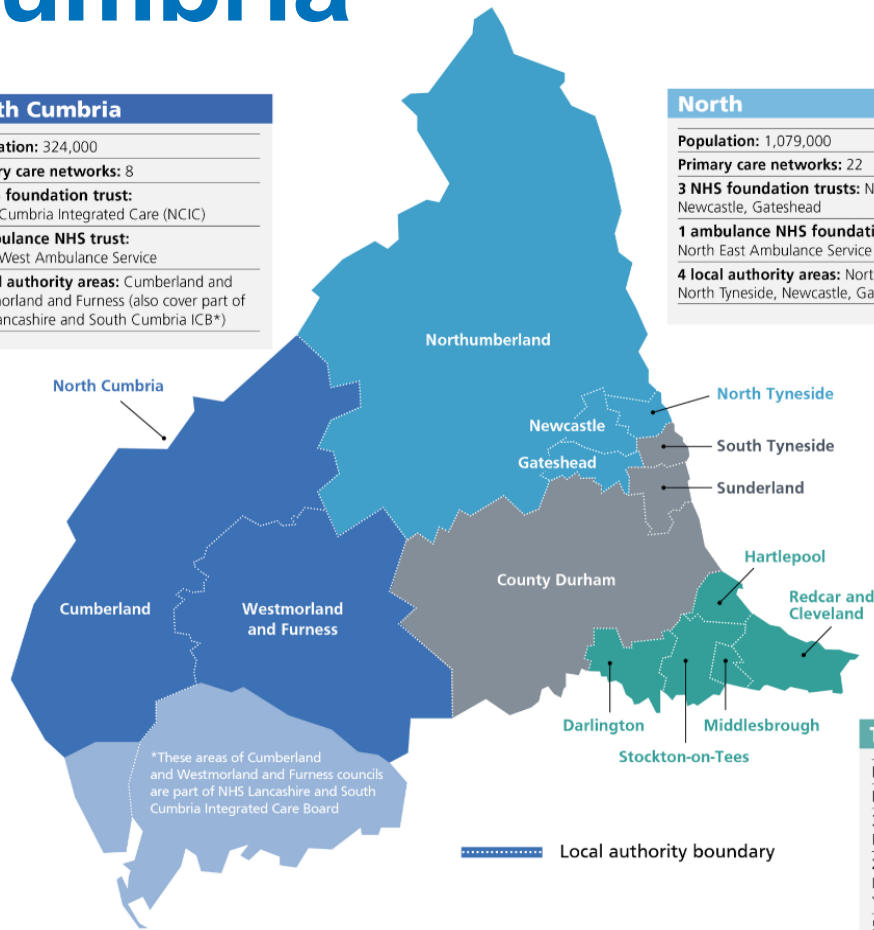 umbria
th Cumbria
ation: 324,000
ry care networks: 8
foundation trust:
Cumbria Integrated Care (NCIC)
bulance NHS trust:
West Ambulance Service
l authority areas: Cumberland and
norland and Furness (also cover part of
ancashire and South Cumbria ICB*)
North
Population: 1,079,000
Primary care networks: 22
3 NHS foundation trusts: N
Newcastle, Gateshead
1 ambulance NHS foundati
North East Ambulance Service
4 local authority areas: Nort
North Tyneside, Newcastle, Ga
Northumberland
North Cumbria
North Tyneside
Newcastle
South Tyneside
Gateshead
Sunderland
Hartlepool
County Durham
Redcar and
Cleveland
Cumberland
Westmorland
and Furness
Darlington
Middlesbrough
Stockton-on-Tees
*These areas of Cumberland
and Westmorland and Furness councils
are part of NHS Lancashire and South
Cumbria Integrated Care Board
Local authority boundary
T